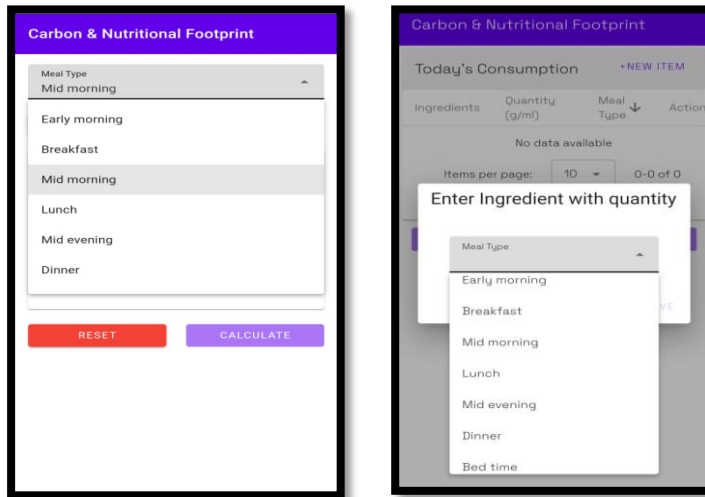 Carbon & Nutritional Footprint
Meal Type
Mid morning
Early morning
Breakfast
Mid morning
Lunch
Mid evening
Dinner
RESET
CALCULATE
Carbon & Nutritional Footprint
Today's Consumption
+NEW ITEM
Ingredients
Quantity
(g/ml)
Meal
Type
Action
No data available
Items per page:
10
0-0 of 0
Enter Ingredient with quantity
Meal Type
Early morning
Breakfast
Mid morning
Lunch
Mid evening
Dinner
Bed time